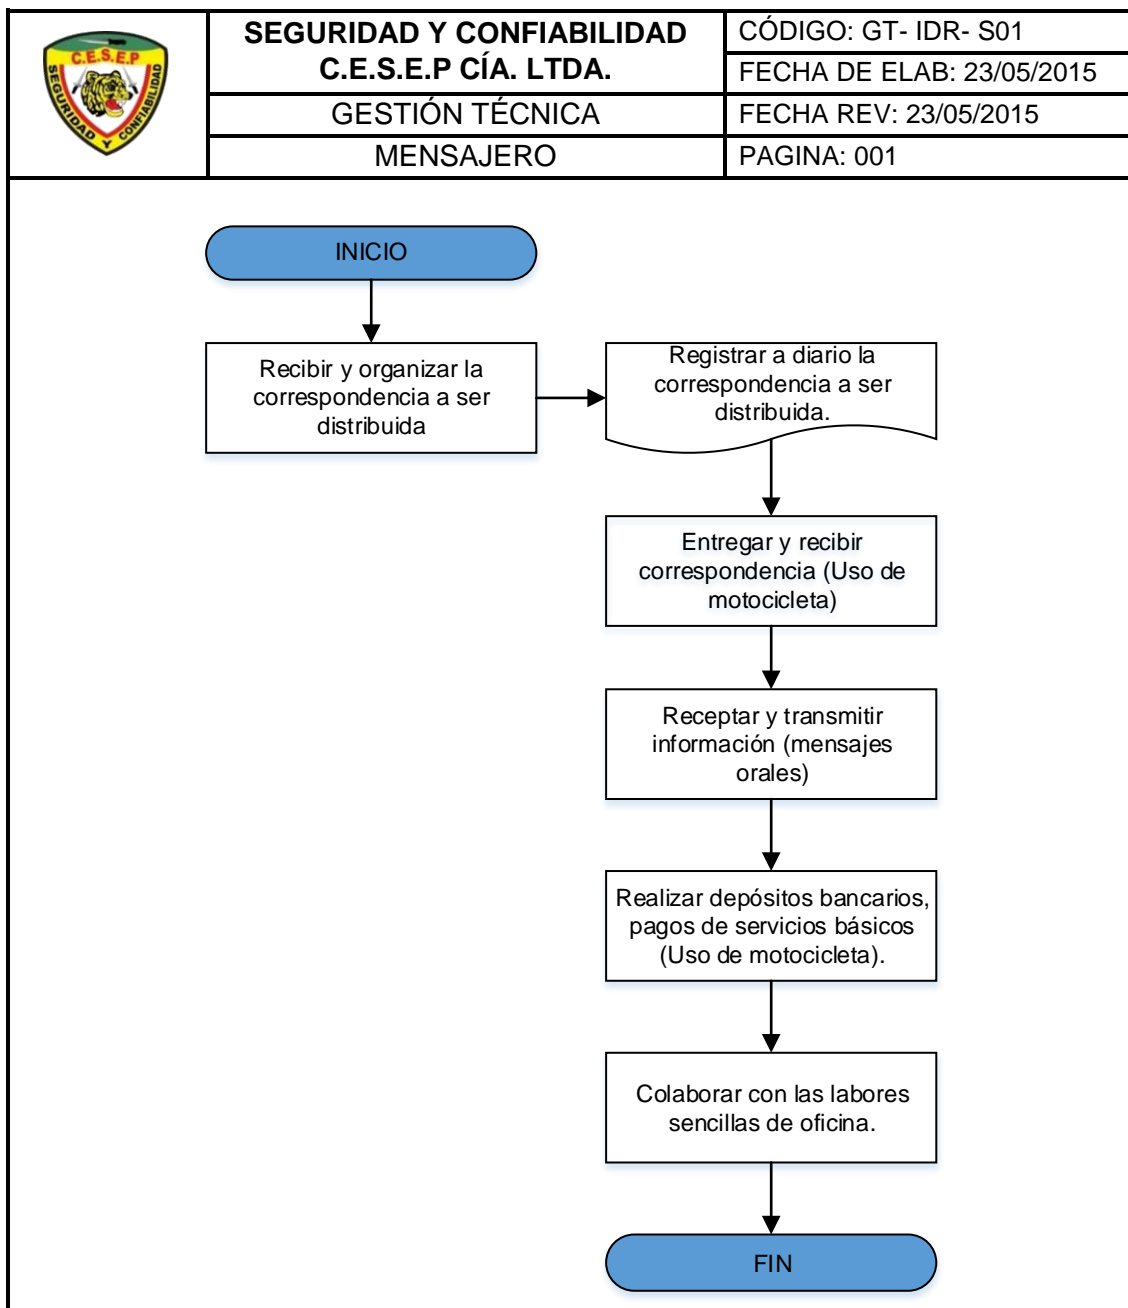 C.E.S.E.P
SEGURIDAD Y CONFIABILIDAD
SEGURIDAD Y CONFIABILIDAD
C.E.S.E.P CÍA. LTDA.
GESTIÓN TÉCNICA
MENSAJERO
CÓDIGO: GT- IDR- S01
FECHA DE ELAB: 23/05/2015
FECHA REV: 23/05/2015
PAGINA: 001
INICIO
Recibir y organizar la
correspondencia a ser
distribuida
Registrar a diario la
correspondencia a ser
distribuida.
Entregar y recibir
correspondencia (Uso de
motocicleta)
Receptar y transmitir
información (mensajes
orales)
Realizar depósitos bancarios,
pagos de servicios básicos
(Uso de motocicleta).
Colaborar con las labores
sencillas de oficina.
FIN